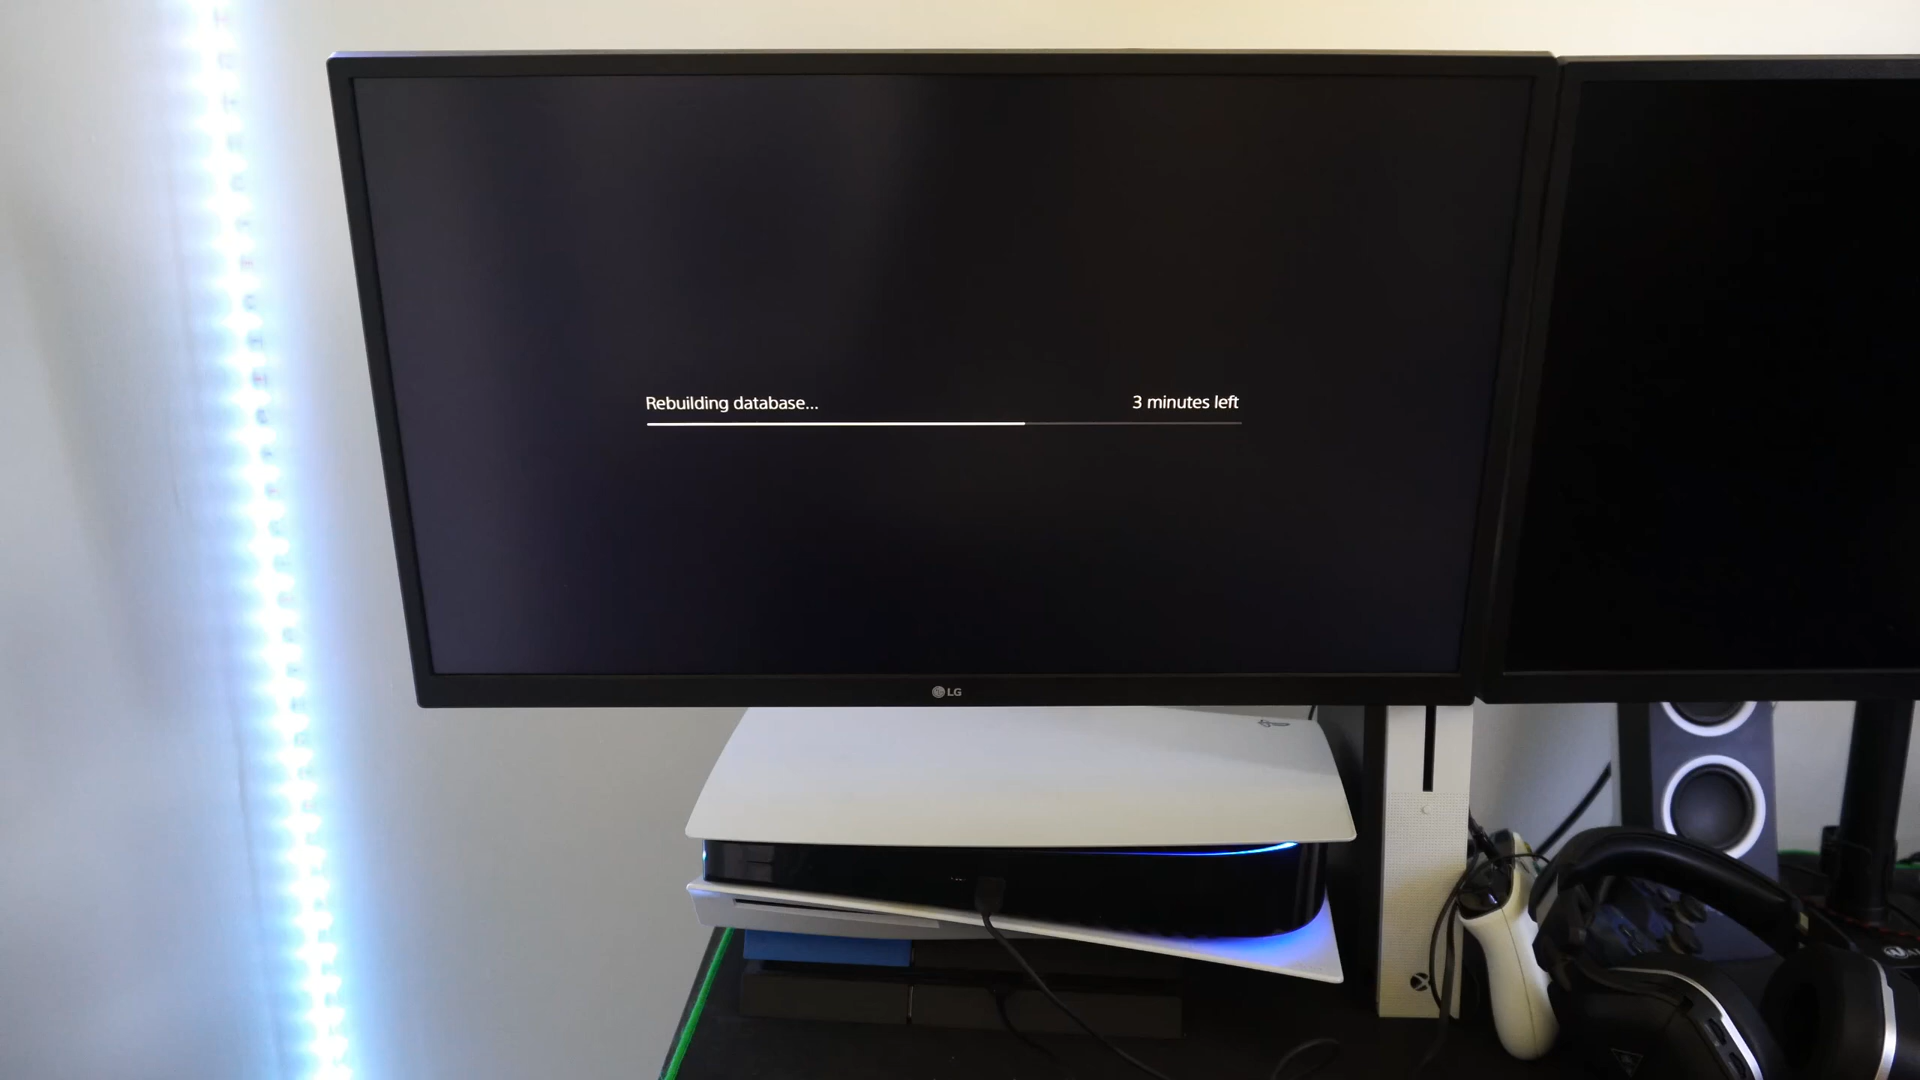 Rebuilding database...
3 minutes left
LG